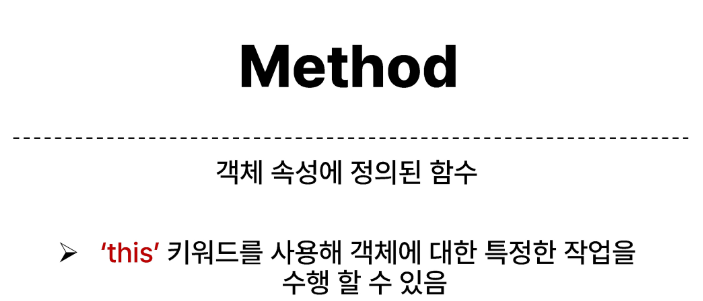 Method
객체 속성에 정의된 함수
➢ ‘this’ 키워드를 사용해 객체에 대한 특정한 작업을
수행 할 수 있음